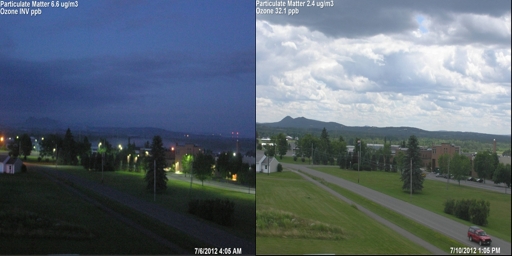 Particulate Matter 6.6 ug/m3
Ozone INV ppb
7/6/2012 4:05 AM
Particulate Matter 2.4 ug/m3
Ozone 32.1 ppb
7/10/2012 1:05 PM